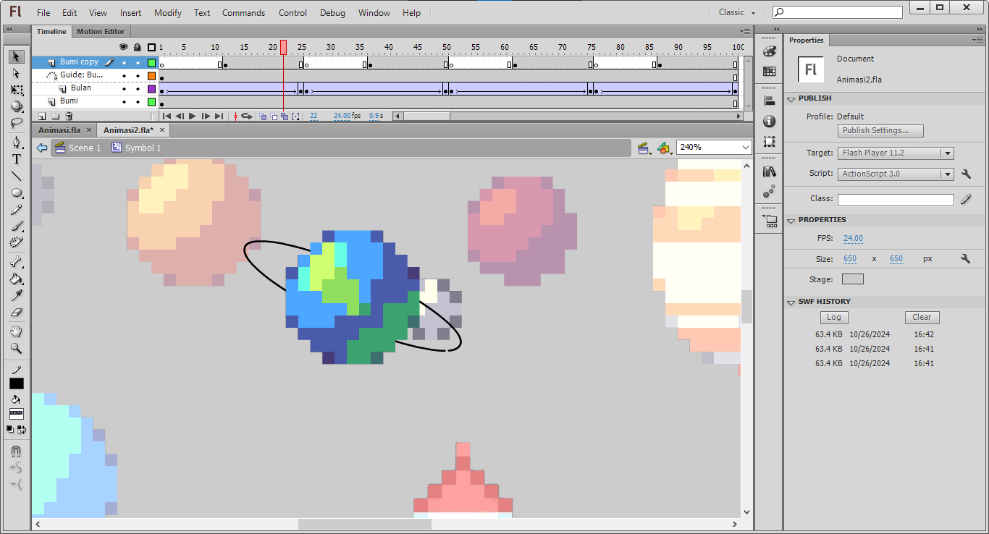 Fl File Edit View Insert Modify Text Commands Control Debug Window Help Classic
Timeline Motion Editor
1 5 10 15 20 25 30 35 40 45 50 55 60 65 70 75 80 85 90 95 100
Bumi copy
Guide: Bu...
Bulan
Bumi
22 24.00 fps 0.9 s
Animasi.fla × Animasi2.fla* ×
Scene 1 Symbol 1 240%
Properties
Fl
Document
Animasi2.fla
PUBLISH
Profile: Default
Publish Settings...
Target: Flash Player 11.2
Script: ActionScript 3.0
Class:
PROPERTIES
FPS: 24.00
Size: 650 x 650 px
Stage:
SWF HISTORY
Log Clear
63.4 KB 10/26/2024 16:42
63.4 KB 10/26/2024 16:41
63.4 KB 10/26/2024 16:41